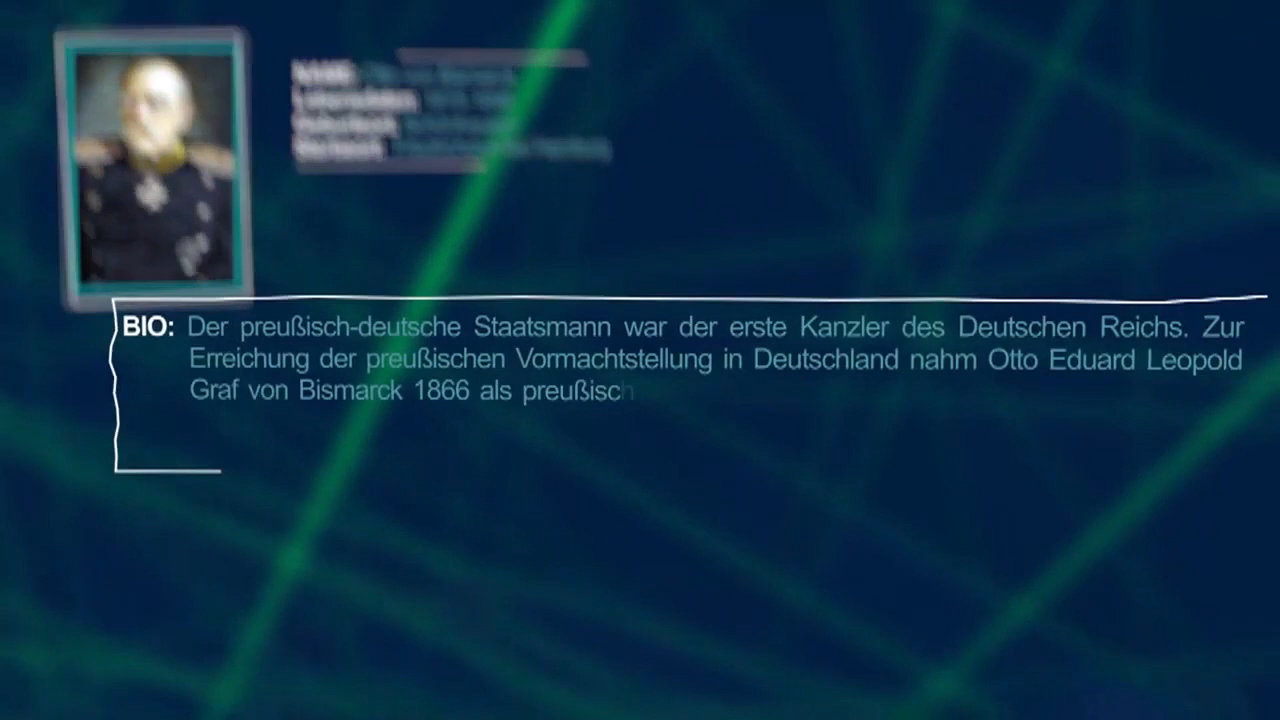 BIO: Der preußisch-deutsche Staatsmann war der erste Kanzler des Deutschen Reichs. Zur
Erreichung der preußischen Vormachtstellung in Deutschland nahm Otto Eduard Leopold
Graf von Bismarck 1866 als preußisch